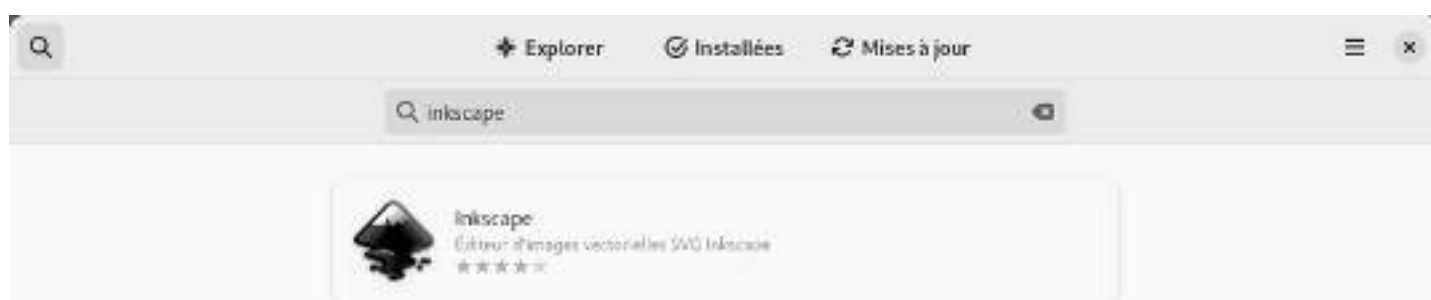 Explorer Installées Mises à jour
inkscape
Inkscape
Éditeur d'images vectorielles SVG Inkscape